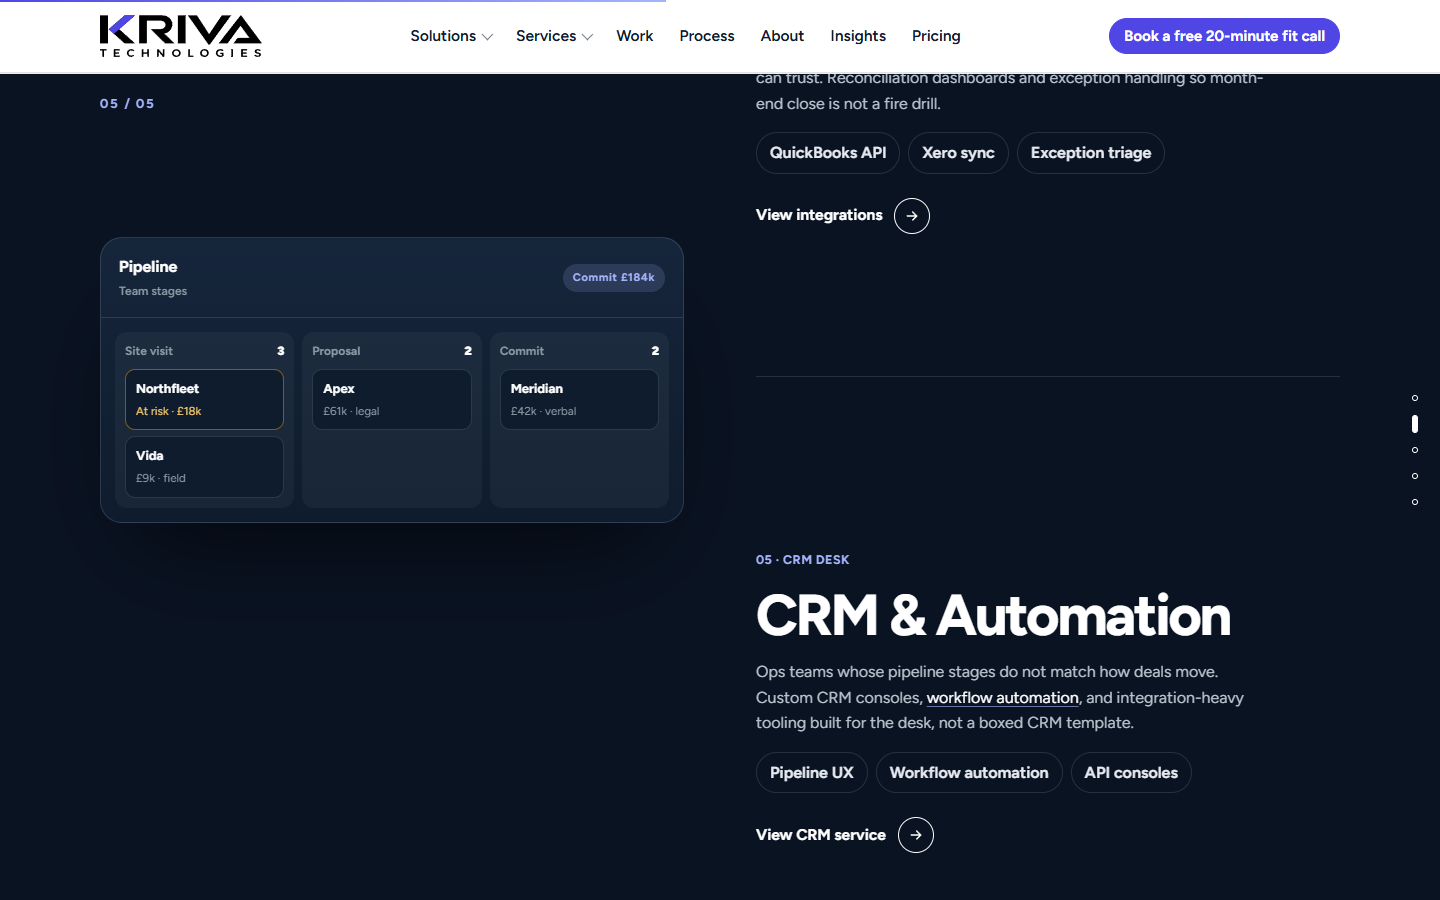 KRIVA
TECHNOLOGIES
Solutions
Services
Work
Process
About
Insights
Pricing
Book a free 20-minute fit call
05 / 05
can trust. Reconciliation dashboards and exception handling so month-
end close is not a fire drill.
QuickBooks API
Xero sync
Exception triage
View integrations
Pipeline
Team stages
Commit £184k
Site visit 3
Northfleet
At risk · £18k
Vida
£9k · field
Proposal 2
Apex
£61k · legal
Commit 2
Meridian
£42k · verbal
05 · CRM DESK
CRM & Automation
Ops teams whose pipeline stages do not match how deals move.
Custom CRM consoles, workflow automation, and integration-heavy
tooling built for the desk, not a boxed CRM template.
Pipeline UX
Workflow automation
API consoles
View CRM service